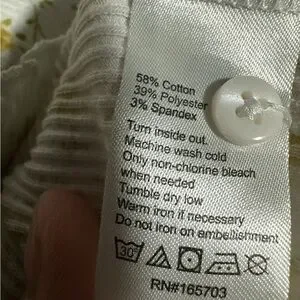 58% Cotton
39% Polyester
3% Spandex
Turn inside out.
Machine wash cold
Only non-chlorine bleach
when needed
Tumble dry low
Warm iron if necessary
Do not iron on embellishment
30°
RN#165703